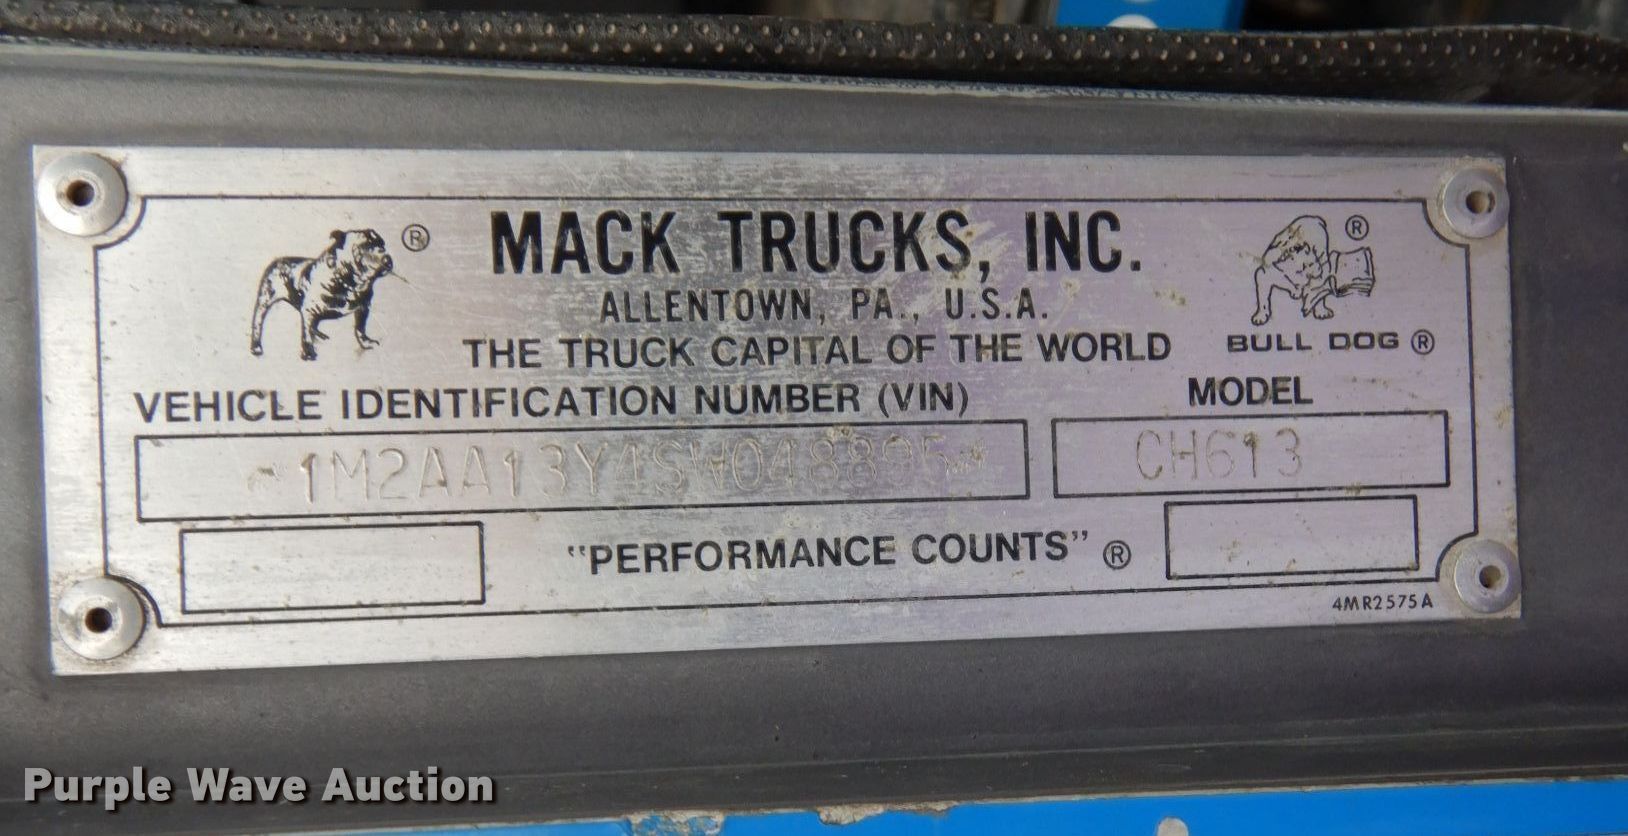 ® MACK TRUCKS, INC. ®
ALLENTOWN, PA., U.S.A.
THE TRUCK CAPITAL OF THE WORLD BULL DOG ®
VEHICLE IDENTIFICATION NUMBER (VIN) MODEL
1M2AA13Y4SW048895 CH613
"PERFORMANCE COUNTS" ®
4MR2575A
Purple Wave Auction